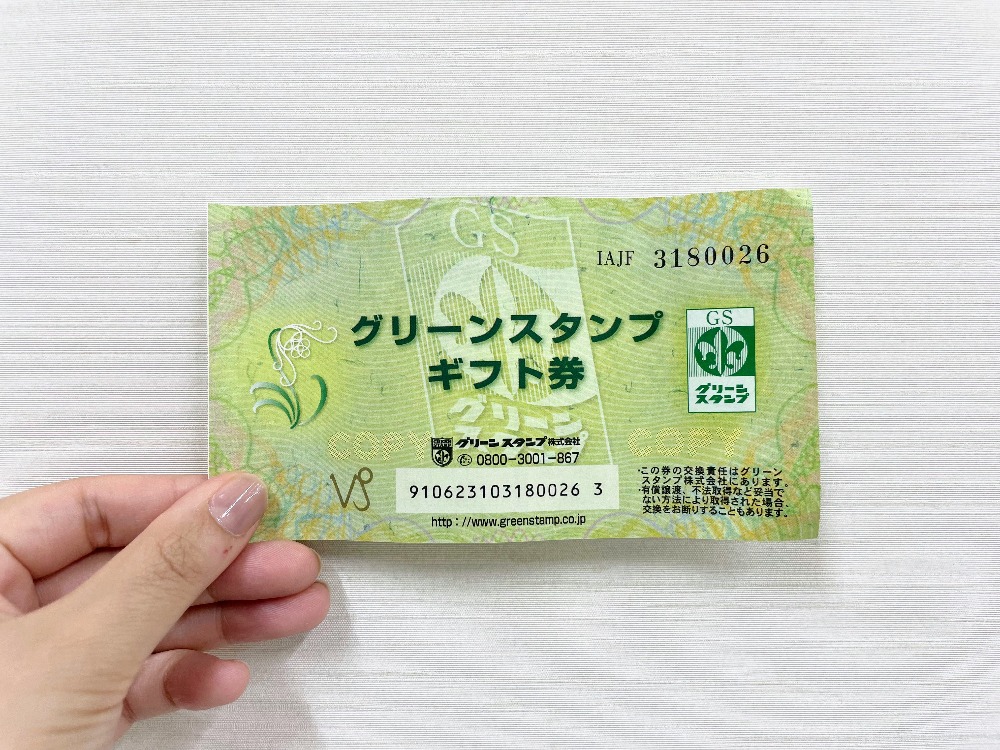 GS
IAJF 3180026
グリーンスタンプ
ギフト券
GS
グリーン
スタンプ
グリーン
COPY
COPY
グリーンスタンプ株式会社
0800-3001-867
910623103180026 3
http://www.greenstamp.co.jp
・この券の交換責任はグリーン
スタンプ株式会社にあります。
・有償譲渡、不法取得など妥当で
ない方法により取得された場合、
交換をお断りすることもあります。